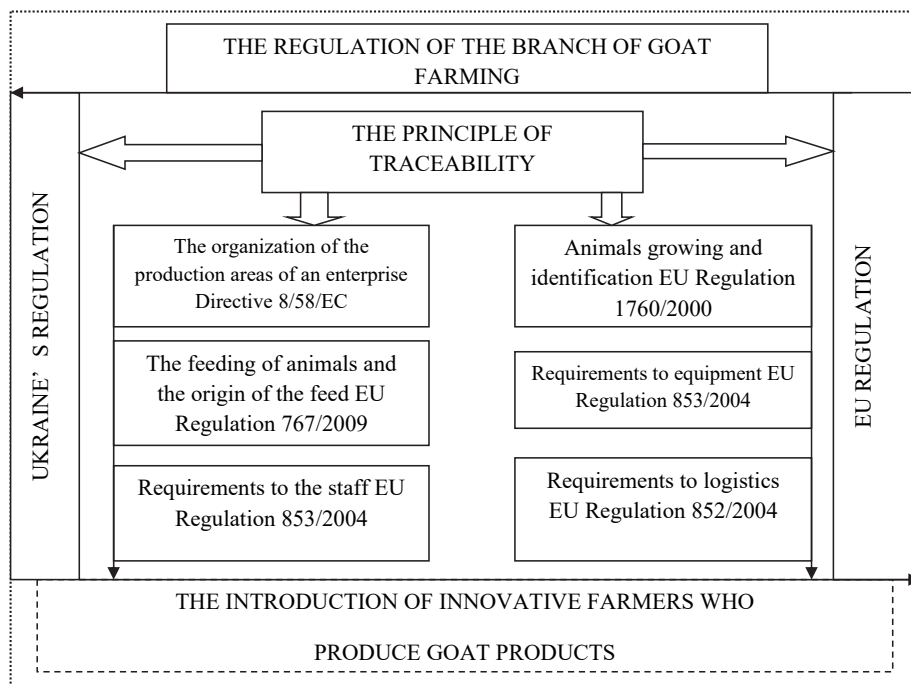 THE REGULATION OF THE BRANCH OF GOAT
FARMING
THE PRINCIPLE OF
TRACEABILITY
UKRAINE’ S REGULATION
EU REGULATION
The organization of the
production areas of an enterprise
Directive 8/58/EC
Animals growing and
identification EU Regulation
1760/2000
The feeding of animals and
the origin of the feed EU
Regulation 767/2009
Requirements to equipment EU
Regulation 853/2004
Requirements to the staff EU
Regulation 853/2004
Requirements to logistics
EU Regulation 852/2004
THE INTRODUCTION OF INNOVATIVE FARMERS WHO
PRODUCE GOAT PRODUCTS